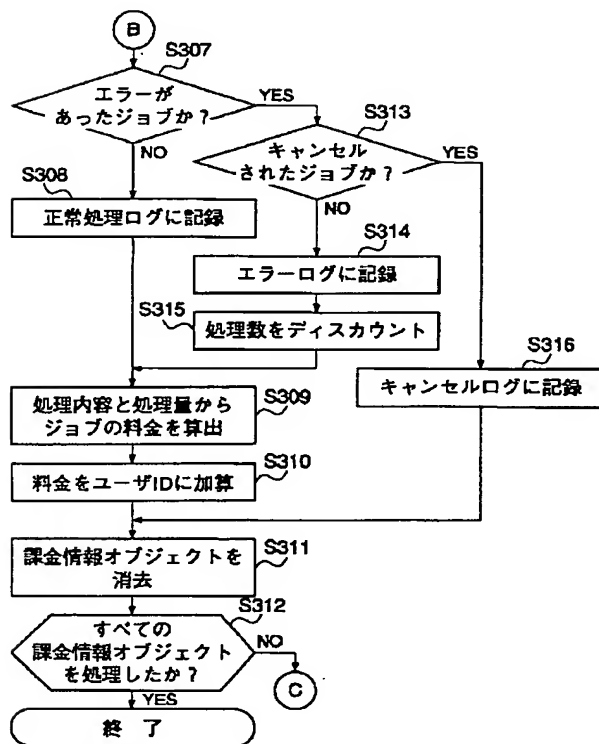 B
S307
エラーが
あったジョブか？
YES
NO
S313
キャンセル
されたジョブか？
YES
NO
S308
正常処理ログに記録
S314
エラーログに記録
S315
処理数をディスカウント
S316
キャンセルログに記録
処理内容と処理量から
ジョブの料金を算出
S309
料金をユーザIDに加算
S310
課金情報オブジェクトを
消去
S311
S312
すべての
課金情報オブジェクト
を処理したか？
NO
C
YES
終了